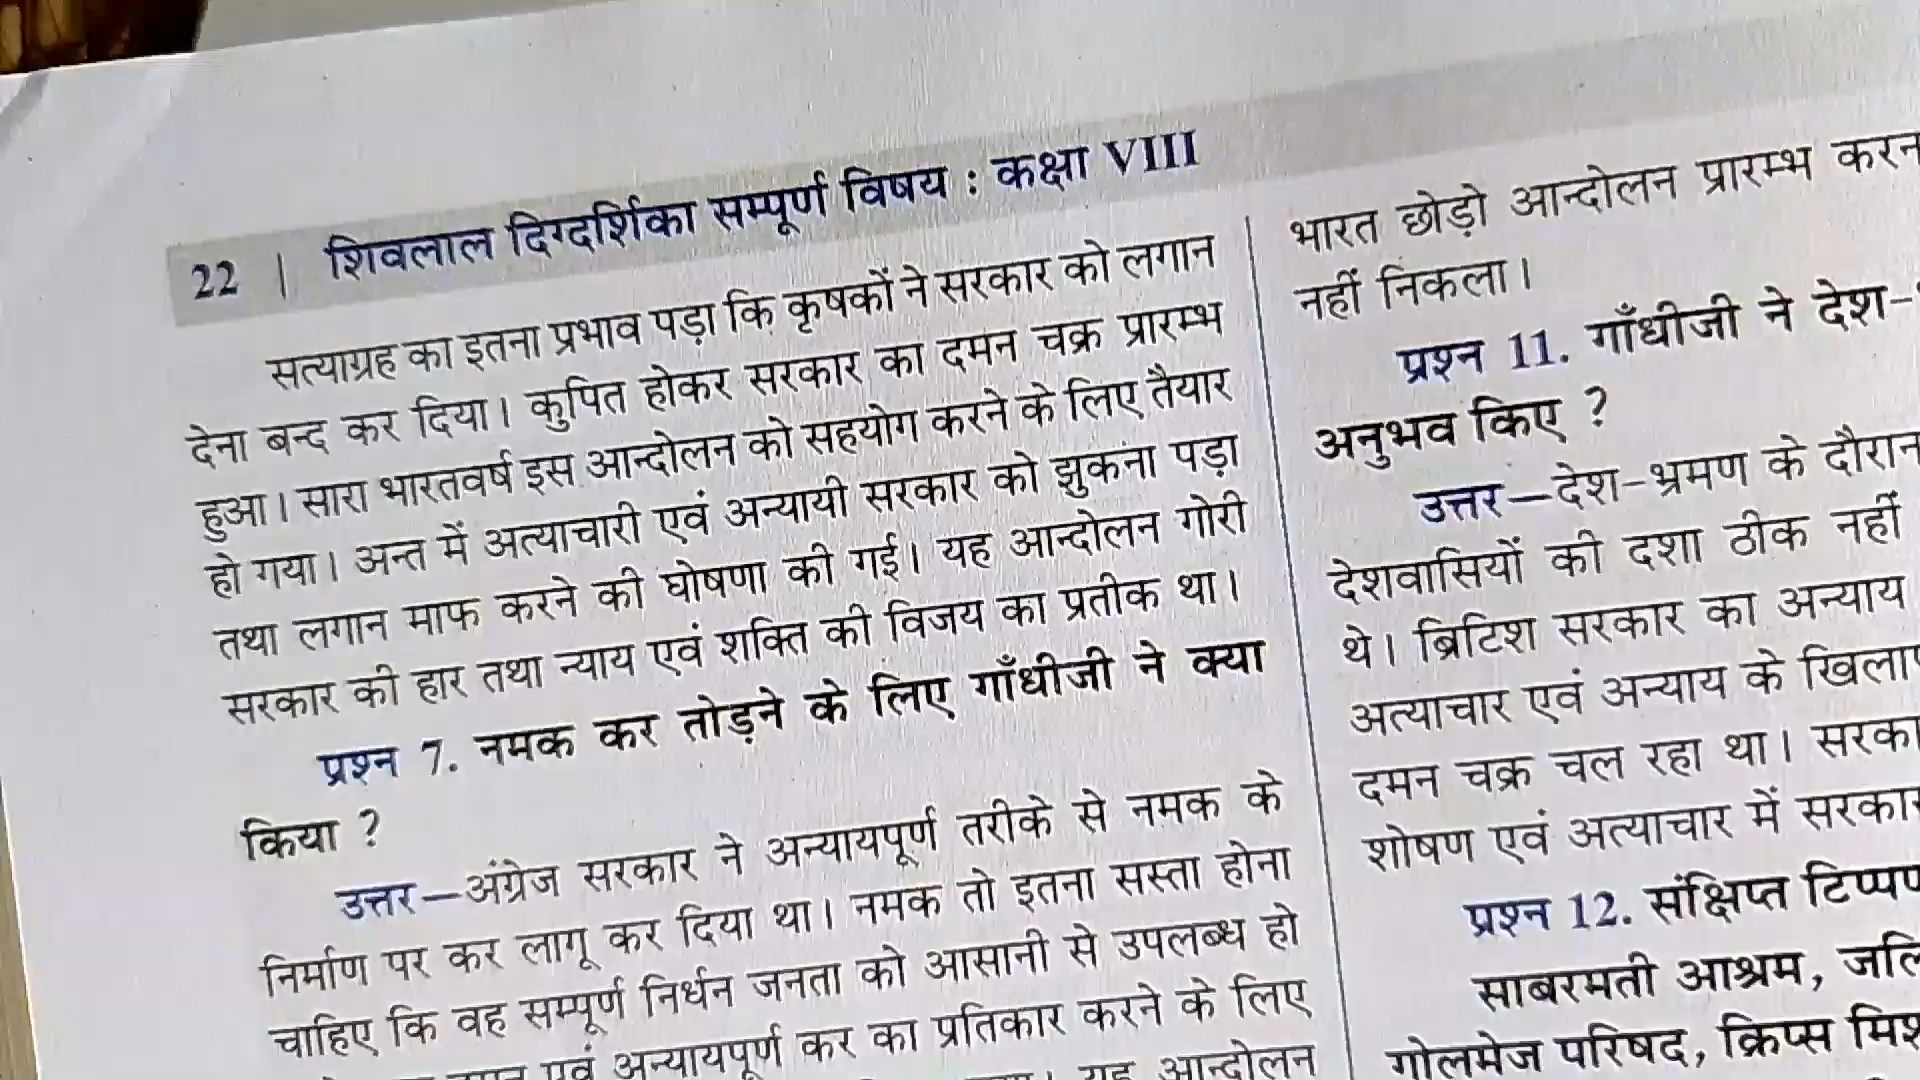 22 | शिवलाल दिग्दर्शिका सम्पूर्ण विषय : कक्षा VIII
सत्याग्रह का इतना प्रभाव पड़ा कि कृषकों ने सरकार को लगान
देना बन्द कर दिया। कुपित होकर सरकार का दमन चक्र प्रारम्भ
हुआ। सारा भारतवर्ष इस आन्दोलन को सहयोग करने के लिए तैयार
हो गया। अन्त में अत्याचारी एवं अन्यायी सरकार को झुकना पड़ा
तथा लगान माफ करने की घोषणा की गई। यह आन्दोलन गोरी
सरकार की हार तथा न्याय एवं शक्ति की विजय का प्रतीक था।
प्रश्न 7. नमक कर तोड़ने के लिए गाँधीजी ने क्या
किया ?
उत्तर—अंग्रेज सरकार ने अन्यायपूर्ण तरीके से नमक के
निर्माण पर कर लागू कर दिया था। नमक तो इतना सस्ता होना
चाहिए कि वह सम्पूर्ण निर्धन जनता को आसानी से उपलब्ध हो
एवं अन्यायपूर्ण कर का प्रतिकार करने के लिए
यह आन्दोलन
भारत छोड़ो आन्दोलन प्रारम्भ
नहीं निकला।
प्रश्न 11. गाँधीजी ने देश-
अनुभव किए ?
उत्तर—देश-भ्रमण के दौरान
देशवासियों की दशा ठीक नहीं
थे। ब्रिटिश सरकार का अन्याय
अत्याचार एवं अन्याय के
दमन चक्र चल रहा था।
शोषण एवं अत्याचार में
प्रश्न 12. संक्षिप्त
साबरमती आश्रम,
गोलमेज परिषद, क्रिप्स